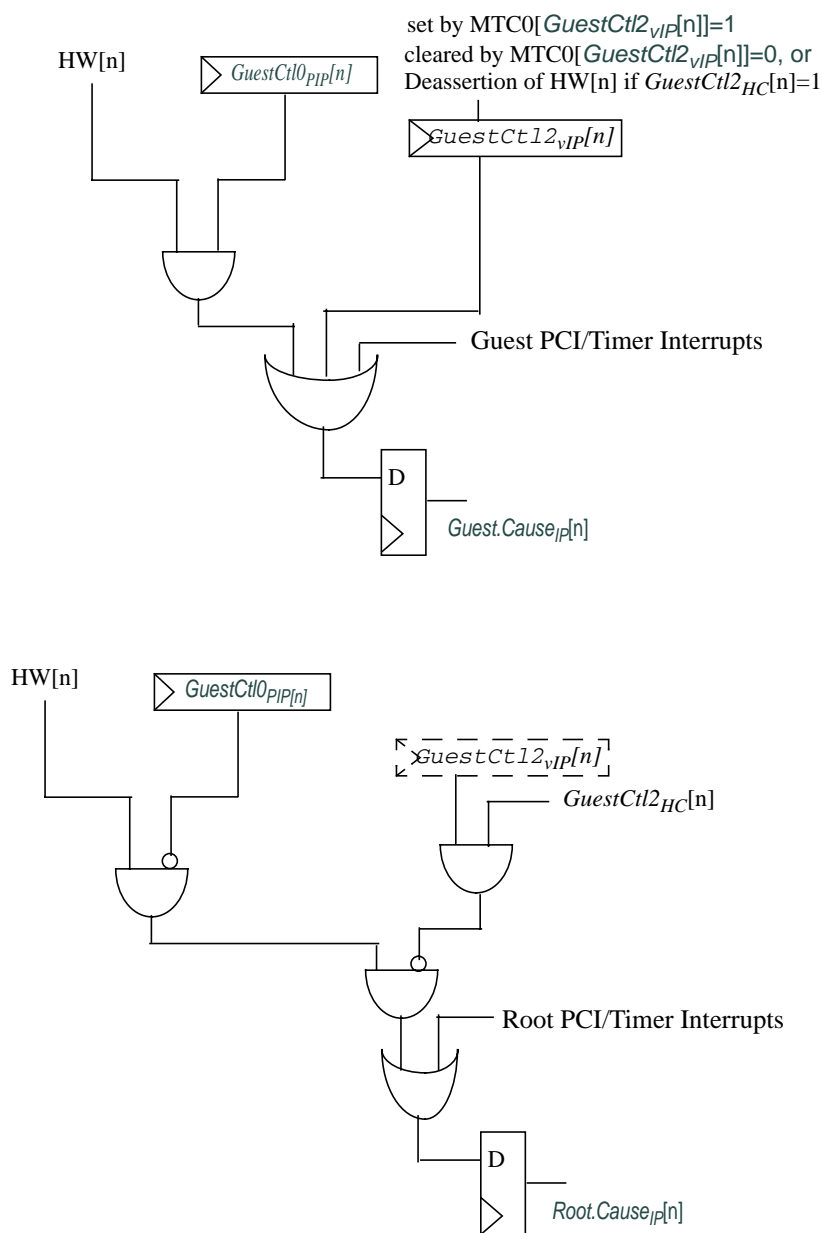 set by MTC0[GuestCtl2vIP[n]]=1
cleared by MTC0[GuestCtl2vIP[n]]=0, or
Deassertion of HW[n] if GuestCtl2HC[n]=1
HW[n]
GuestCtl0PIP[n]
GuestCtl2vIP[n]
Guest PCI/Timer Interrupts
D
Guest.CauseIP[n]
HW[n]
GuestCtl0PIP[n]
GuestCtl2vIP[n]
GuestCtl2HC[n]
Root PCI/Timer Interrupts
D
Root.CauseIP[n]